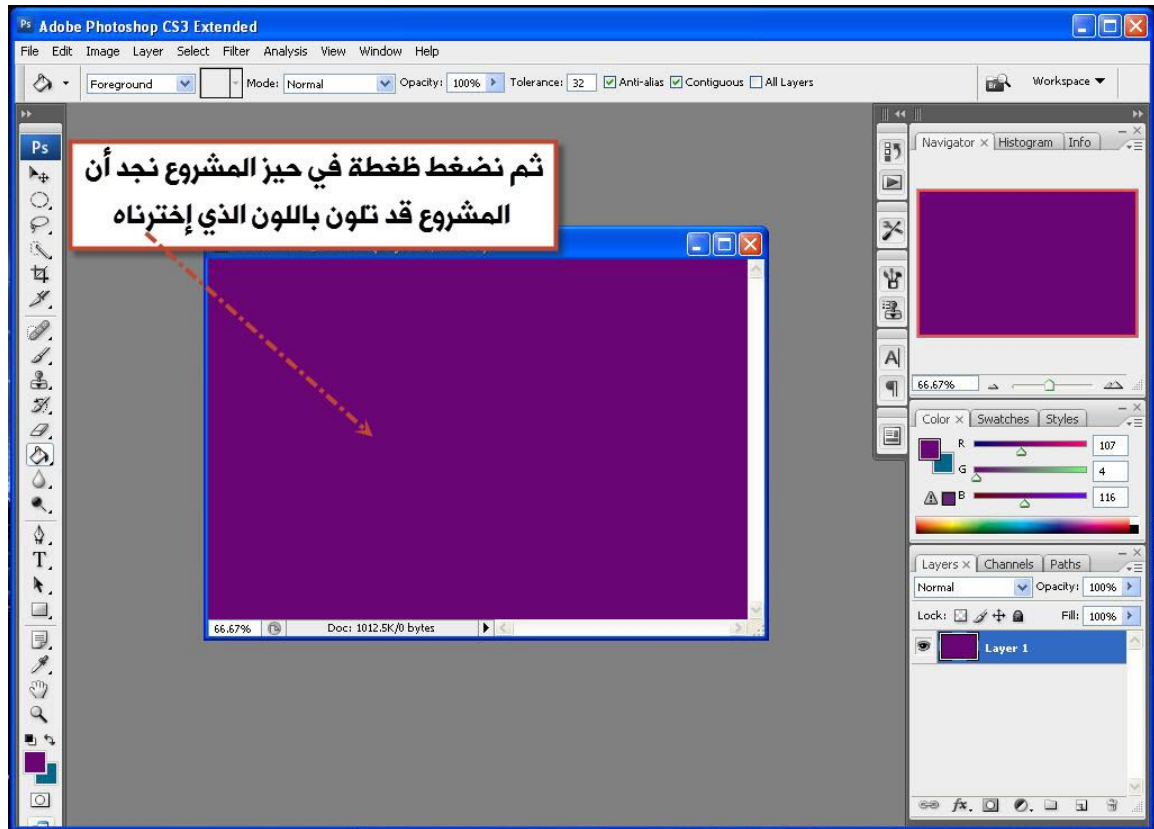 Adobe Photoshop CS3 Extended
File Edit Image Layer Select Filter Analysis View Window Help
Foreground Mode: Normal Opacity: 100% Tolerance: 32 Anti-alias Contiguous All Layers Workspace
Ps
ثم نضغط ظغطة في حيز المشروع نجد أن
المشروع قد تلون باللون الذي إخترناه
66.67% Doc: 1012.5K/0 bytes
Navigator Histogram Info
66.67%
Color Swatches Styles
R 107
G 4
B 116
Layers Channels Paths
Normal Opacity: 100%
Lock: Fill: 100%
Layer 1